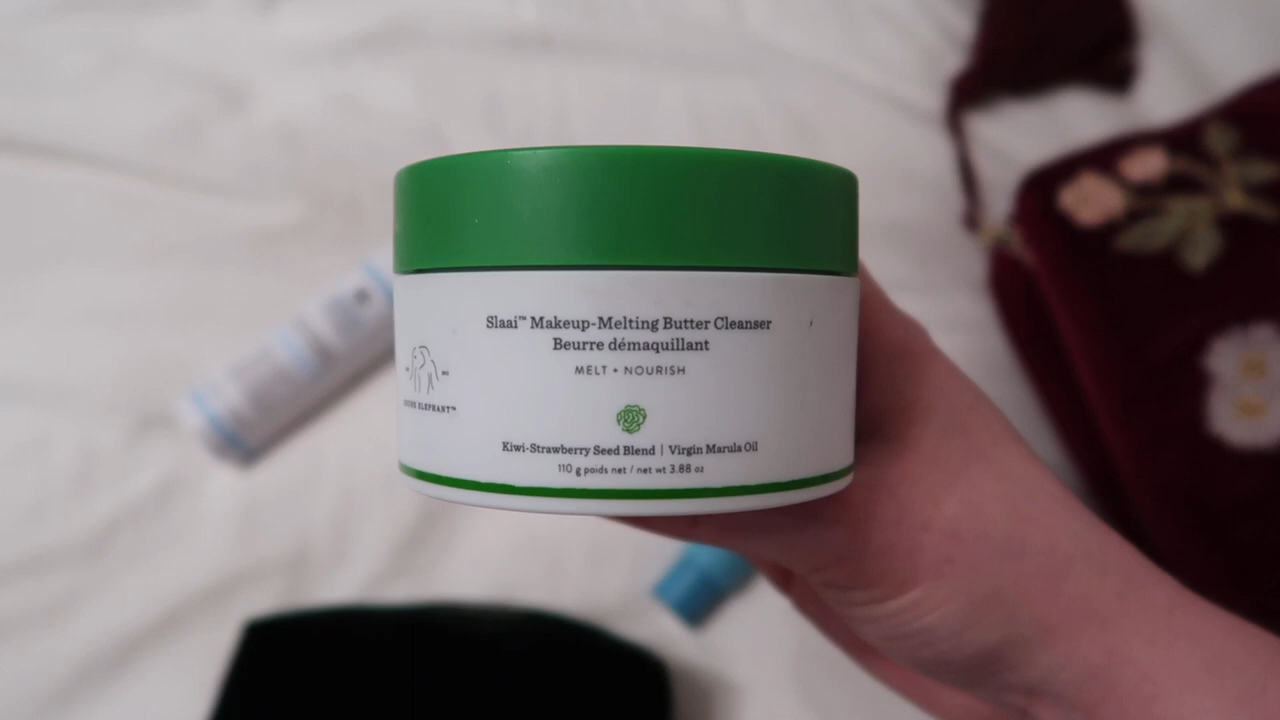 Slaai™ Makeup-Melting Butter Cleanser
Beurre démaquillant
MELT + NOURISH
ELEPHANT™
Kiwi-Strawberry Seed Blend | Virgin Marula Oil
110 g poids net / net wt 3.88 oz